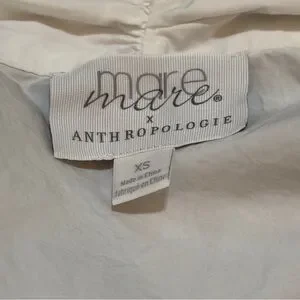 mare
mare®
x
ANTHROPOLOGIE
XS
Made in China
Fabriqué en Chine